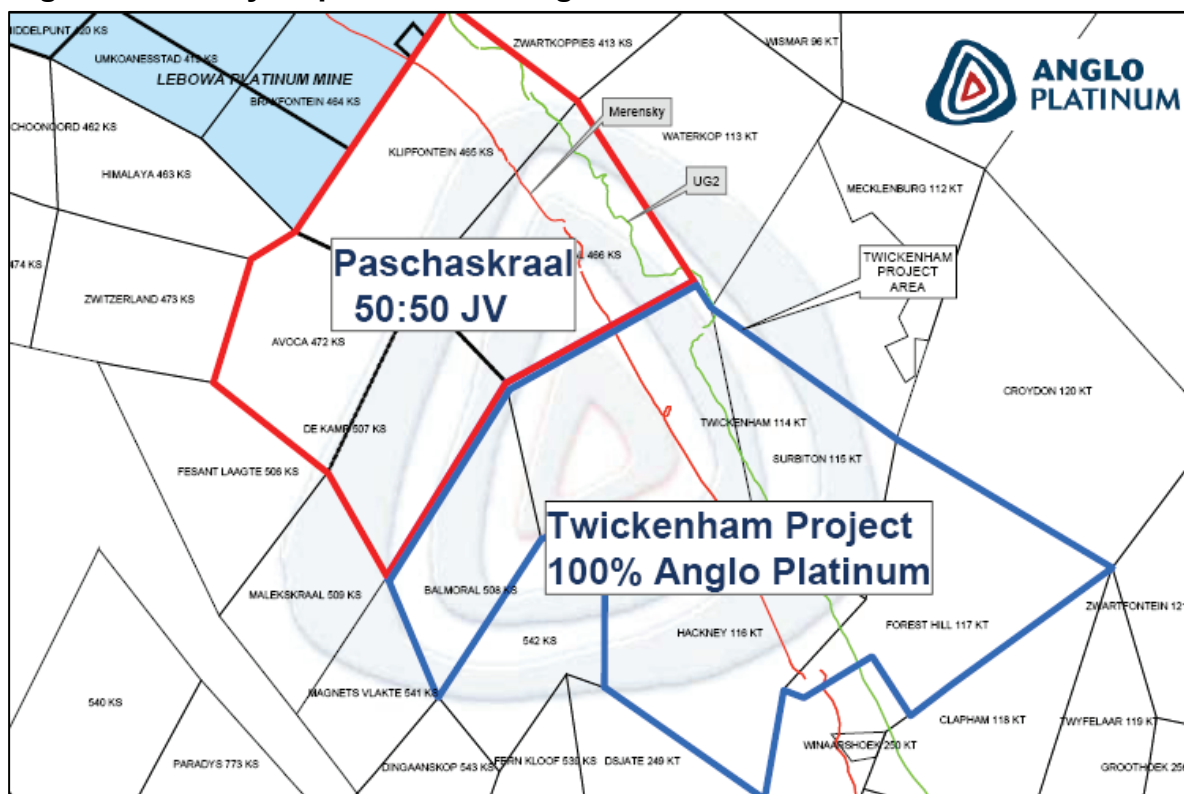 IDDELPUNT 420 KS
UMKOANESSTAD 419 KS
LEBOWA PLATINUM MINE
BRAKFONTEIN 464 KS
ZWARTKOPPIES 413 KS
WISMAR 96 KT
ANGLO
PLATINUM
CHOONOORD 462 KS
HIMALAYA 463 KS
KLIPFONTEIN 465 KS
Merensky
WATERKOP 113 KT
UG2
MECKLENBURG 112 KT
474 KS
ZWITZERLAND 473 KS
Paschaskraal
50:50 JV
AL 466 KS
TWICKENHAM
PROJECT
AREA
AVOCA 472 KS
CROYDON 120 KT
DE KAMP 507 KS
TWICKENHAM 114 KT
SURBITON 115 KT
FESANT LAAGTE 506 KS
Twickenham Project
100% Anglo Platinum
MALEKSKRAAL 509 KS
BALMORAL 508 KS
542 KS
HACKNEY 116 KT
FOREST HILL 117 KT
ZWARTFONTEIN 121
540 KS
MAGNETS VLAKTE 541 KS
CLAPHAM 118 KT
TWYFELAAR 119 KT
WINAARSHOEK 250 KT
PARADYS 773 KS
DINGAANSKOP 543 KS
FERN KLOOF 539 KS
DSJATE 249 KT
GROOTHOEK 256